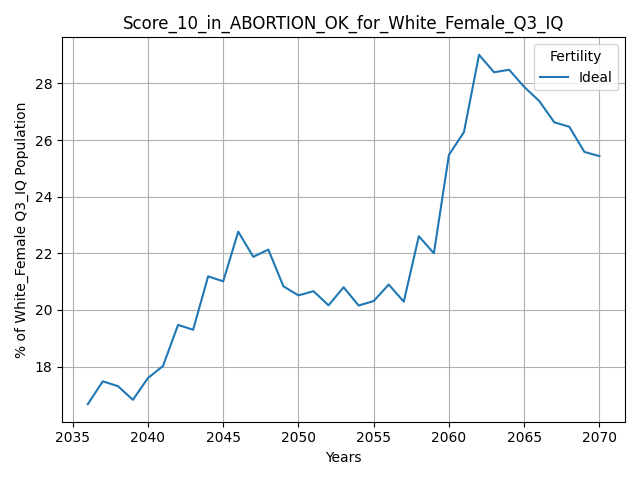 Score_10_in_ABORTION_OK_for_White_Female_Q3_IQ
Fertility
Ideal
% of White_Female Q3_IQ Population
28
26
24
22
20
18
2035 2040 2045 2050 2055 2060 2065 2070
Years